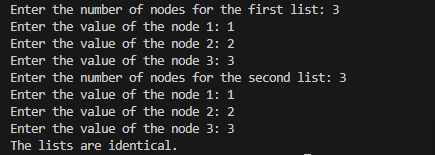 Enter the number of nodes for the first list: 3
Enter the value of the node 1: 1
Enter the value of the node 2: 2
Enter the value of the node 3: 3
Enter the number of nodes for the second list: 3
Enter the value of the node 1: 1
Enter the value of the node 2: 2
Enter the value of the node 3: 3
The lists are identical.